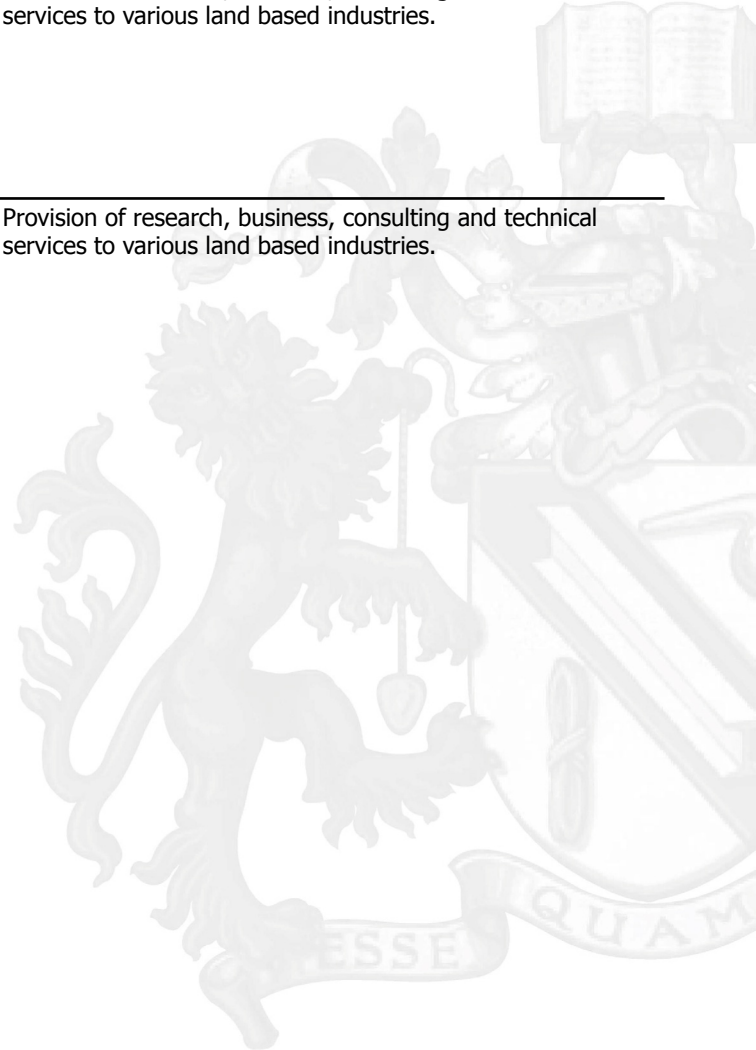 services to various land based industries.
Provision of research, business, consulting and technical
services to various land based industries.
ESSE
QUAM